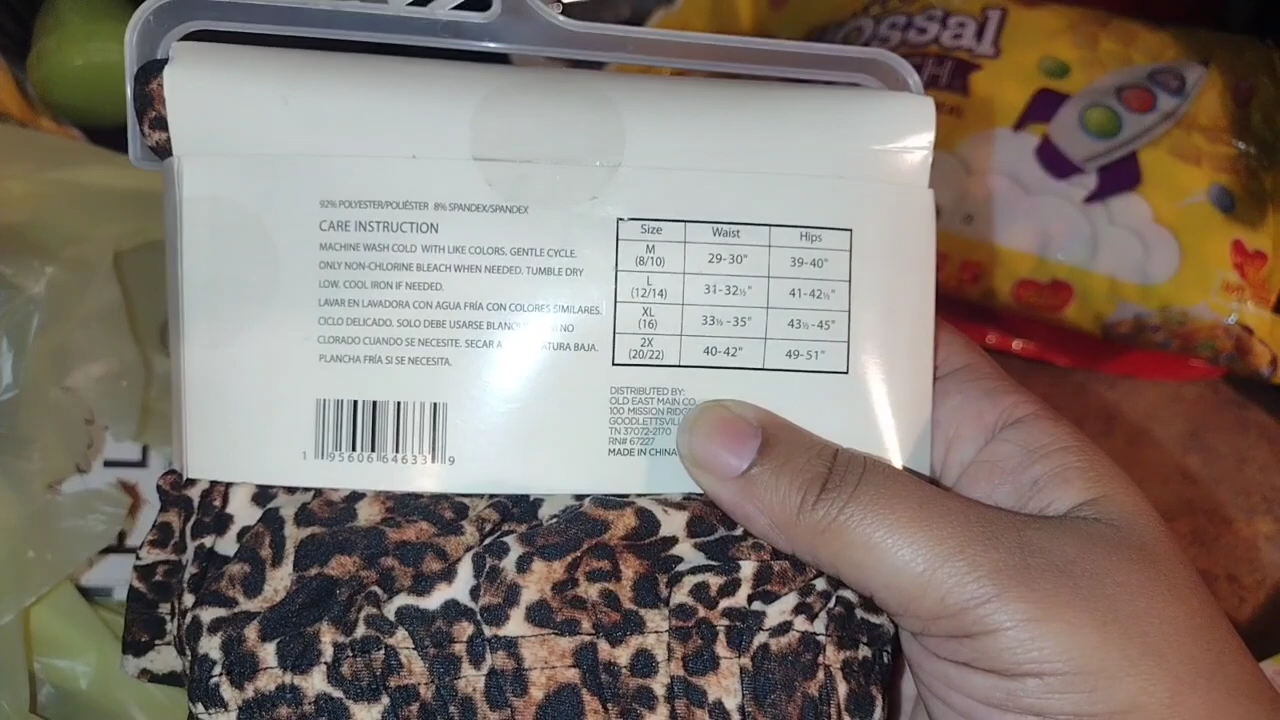 ossal
92% POLYESTER/POLIÉSTER 8% SPANDEX/SPANDEX
CARE INSTRUCTION
MACHINE WASH COLD WITH LIKE COLORS, GENTLE CYCLE.
ONLY NON-CHLORINE BLEACH WHEN NEEDED. TUMBLE DRY
LOW. COOL IRON IF NEEDED.
LAVAR EN LAVADORA CON AGUA FRÍA CON COLORES SIMILARES.
CICLO DELICADO. SOLO DEBE USARSE NO
CLORADO CUANDO SE NECESITE. SECAR A BAJA.
PLANCHA FRÍA SI SE NECESITA.
Size Waist Hips
M (8/10) 29-30" 39-40"
L (12/14) 31-32½" 41-42½"
XL (16) 33½-35" 43½-45"
2X (20/22) 40-42" 49-51"
DISTRIBUTED BY:
OLD EAST MAIN CO.
100 MISSION
GOODLETTSVIL
TN 37072-2170
RN# 67227
MADE IN CHINA
1 95606 64633 9